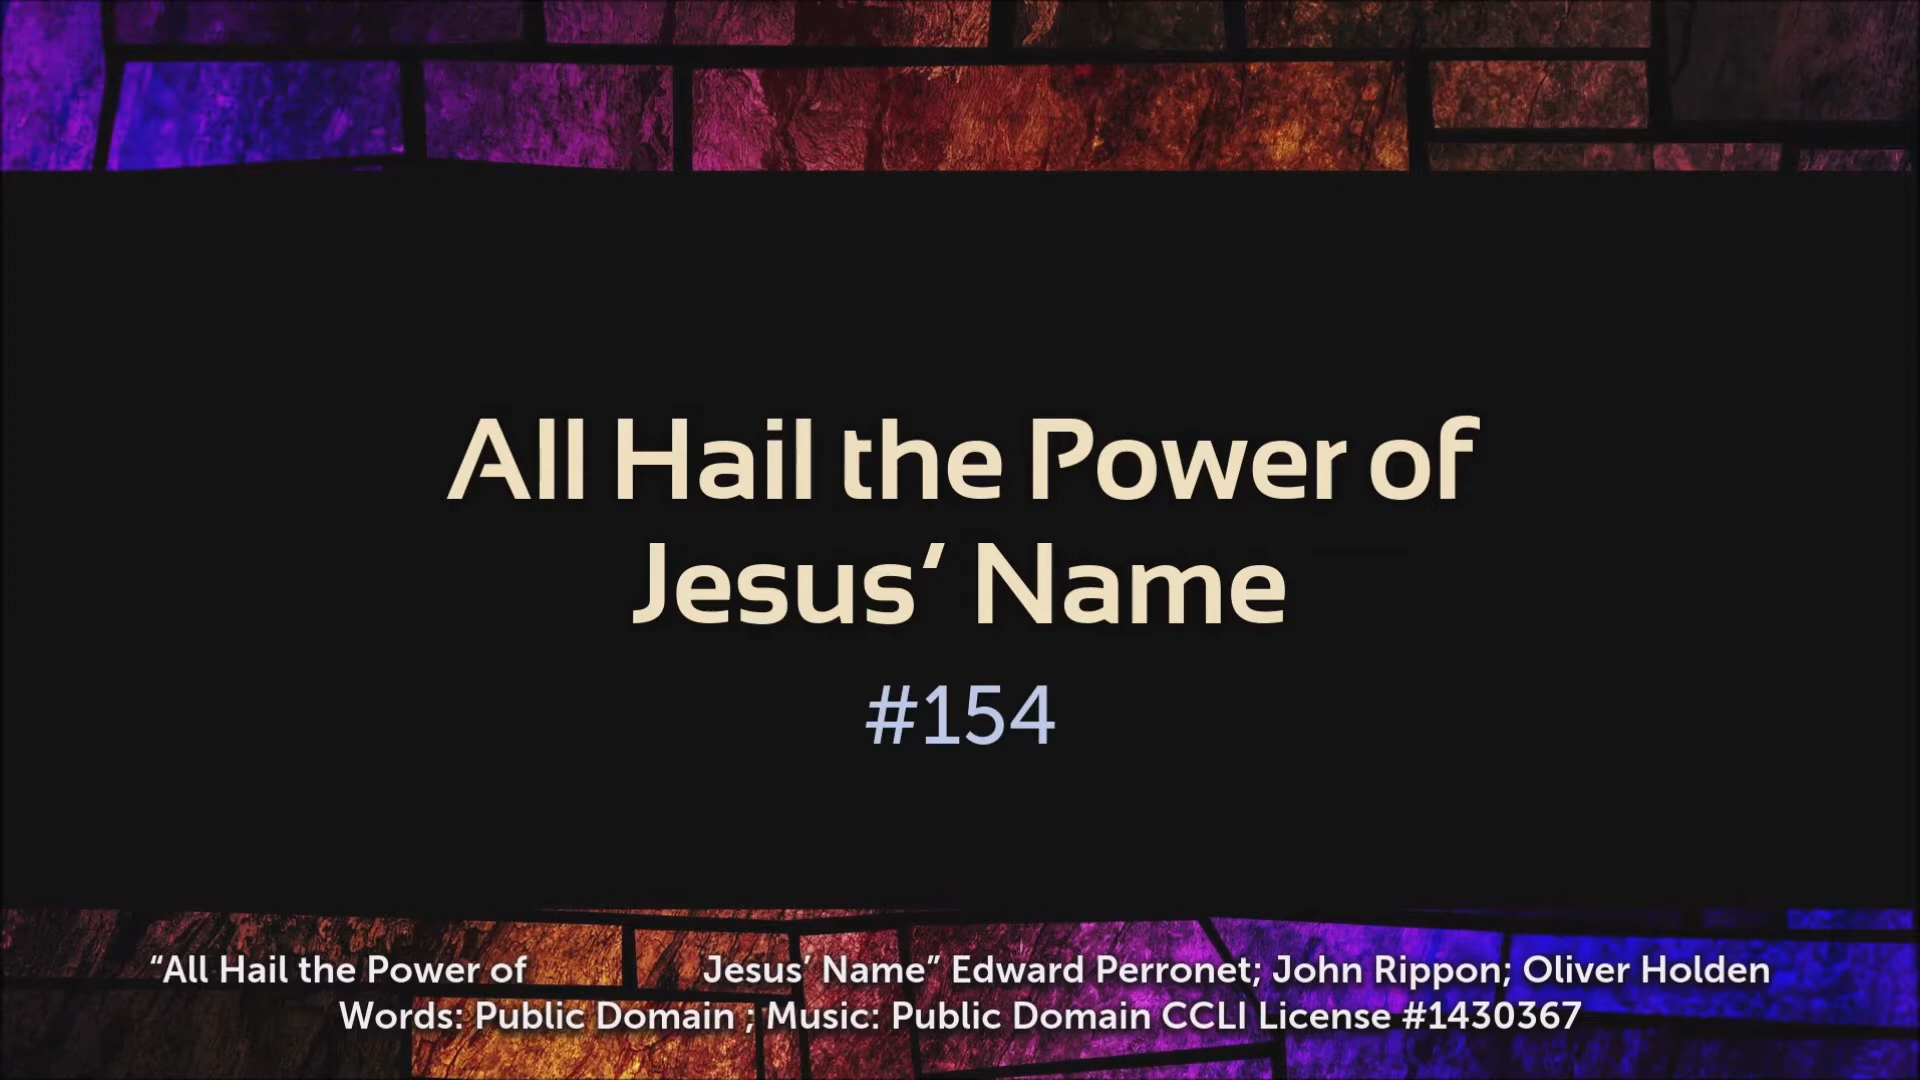 All Hail the Power of
Jesus’ Name
#154
“All Hail the Power of Jesus’ Name” Edward Perronet; John Rippon; Oliver Holden
Words: Public Domain ; Music: Public Domain CCLI License #1430367